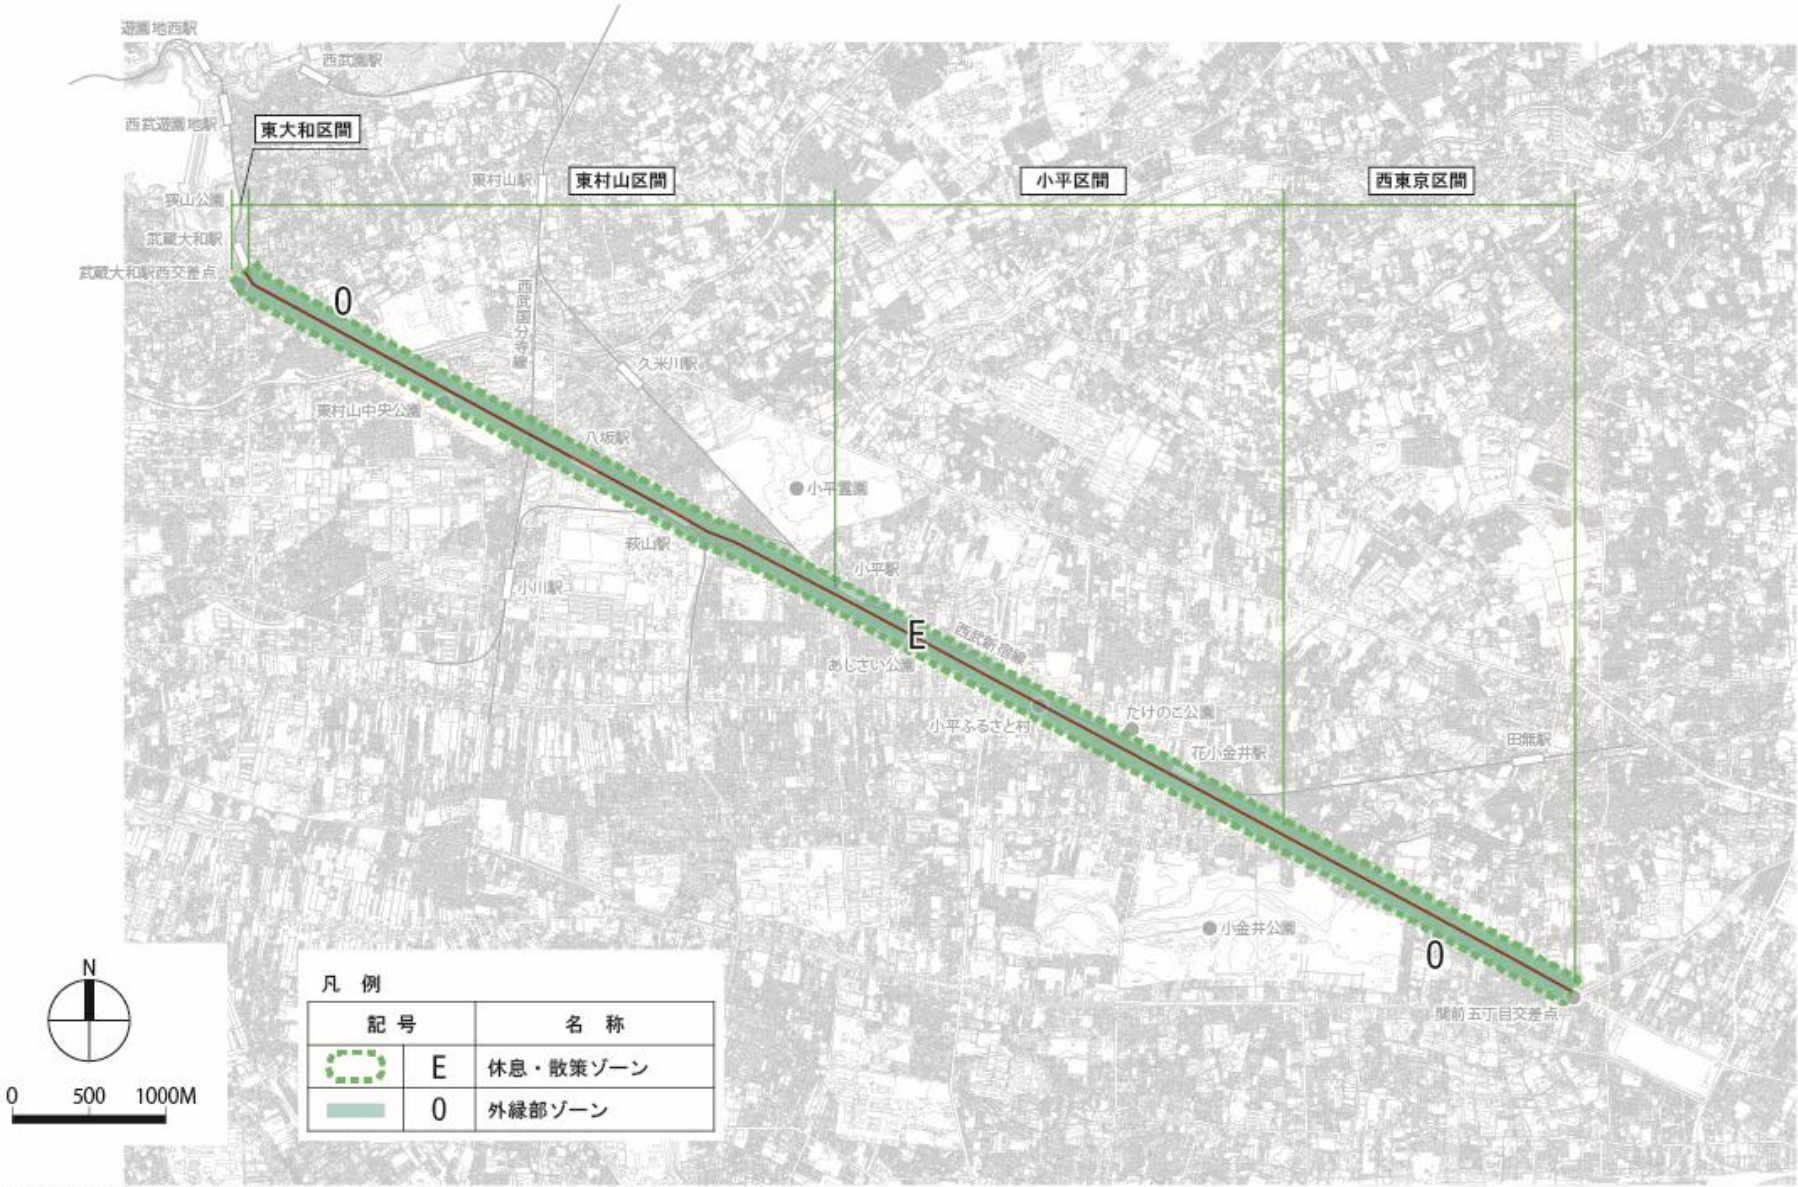 遊園地西駅
西武園駅
西武遊園地駅
東大和区間
東村山駅
東村山区間
小平区間
西東京区間
狭山公園
武蔵大和駅
武蔵大和駅西交差点
0
西武国分寺線
久米川駅
東村山中央公園
八坂駅
小平霊園
萩山駅
小川駅
小平駅
E
西武新宿線
あじさい公園
小平ふるさと村
たけのこ公園
花小金井駅
田無駅
小金井公園
0
関前五丁目交差点
N
0 500 1000M
凡 例
記 号 名 称
E 休息・散策ゾーン
0 外縁部ゾーン